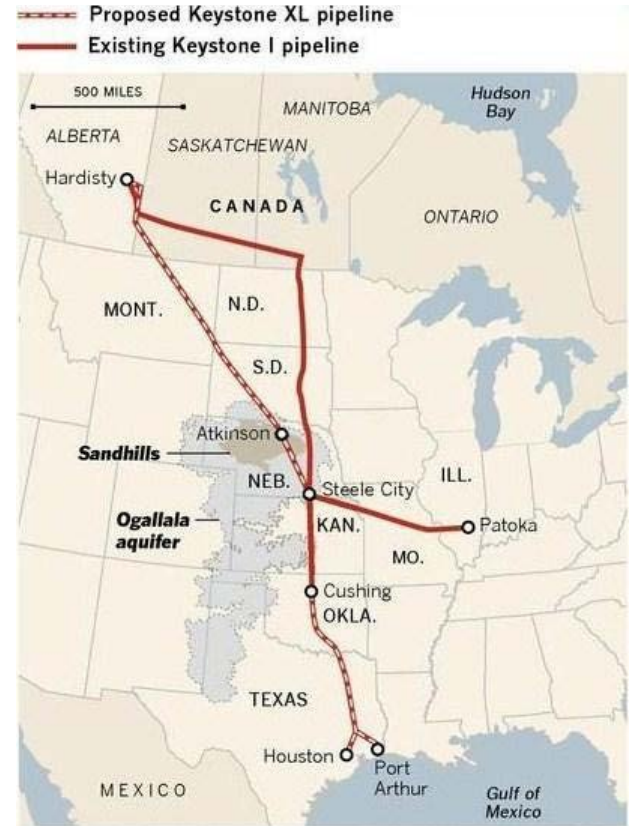 Proposed Keystone XL pipeline
Existing Keystone I pipeline
500 MILES
Hudson
Bay
MANITOBA
ALBERTA
SASKATCHEWAN
Hardisty
CANADA
ONTARIO
MONT.
N.D.
S.D.
Atkinson
Sandhills
NEB.
Steele City
ILL.
Ogallala
aquifer
KAN.
Patoka
MO.
Cushing
OKLA.
TEXAS
Houston
Port
Arthur
MEXICO
Gulf of
Mexico